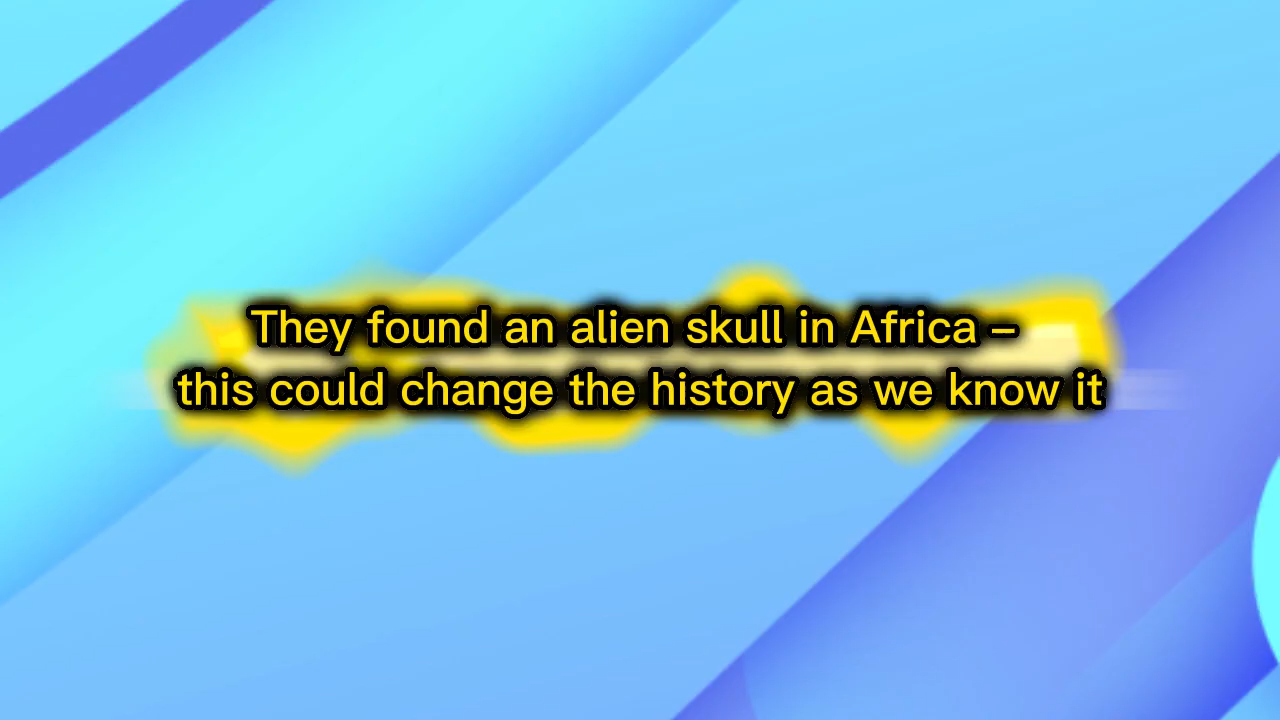 They found an alien skull in Africa –
this could change the history as we know it